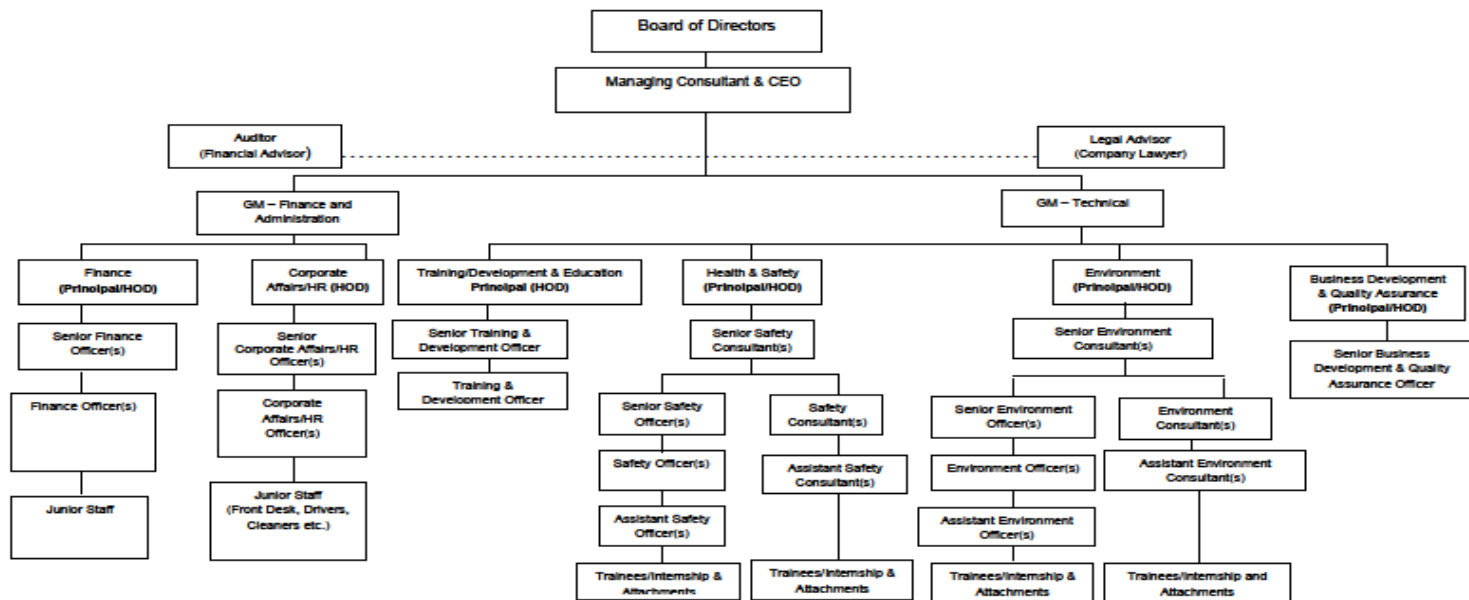 Board of Directors
Managing Consultant & CEO
Auditor
(Financial Advisor)
Legal Advisor
(Company Lawyer)
GM – Finance and
Administration
GM – Technical
Finance
(Principal/HOD)
Corporate
Affairs/HR (HOD)
Training/Development & Education
Principal (HOD)
Health & Safety
(Principal/HOD)
Environment
(Principal/HOD)
Business Development
& Quality Assurance
(Principal/HOD)
Senior Finance
Officer(s)
Senior
Corporate Affairs/HR
Officer(s)
Senior Training &
Development Officer
Senior Safety
Consultant(s)
Senior Environment
Consultant(s)
Senior Business
Development & Quality
Assurance Officer
Finance Officer(s)
Corporate
Affairs/HR
Officer(s)
Training &
Development Officer
Senior Safety
Officer(s)
Safety
Consultant(s)
Senior Environment
Officer(s)
Environment
Consultant(s)
Safety Officer(s)
Assistant Safety
Consultant(s)
Environment Officer(s)
Assistant Environment
Consultant(s)
Junior Staff
Junior Staff
(Front Desk, Drivers,
Cleaners etc.)
Assistant Safety
Officer(s)
Assistant Environment
Officer(s)
Trainees/Internship &
Attachments
Trainees/Internship &
Attachments
Trainees/Internship &
Attachments
Trainees/Internship and
Attachments